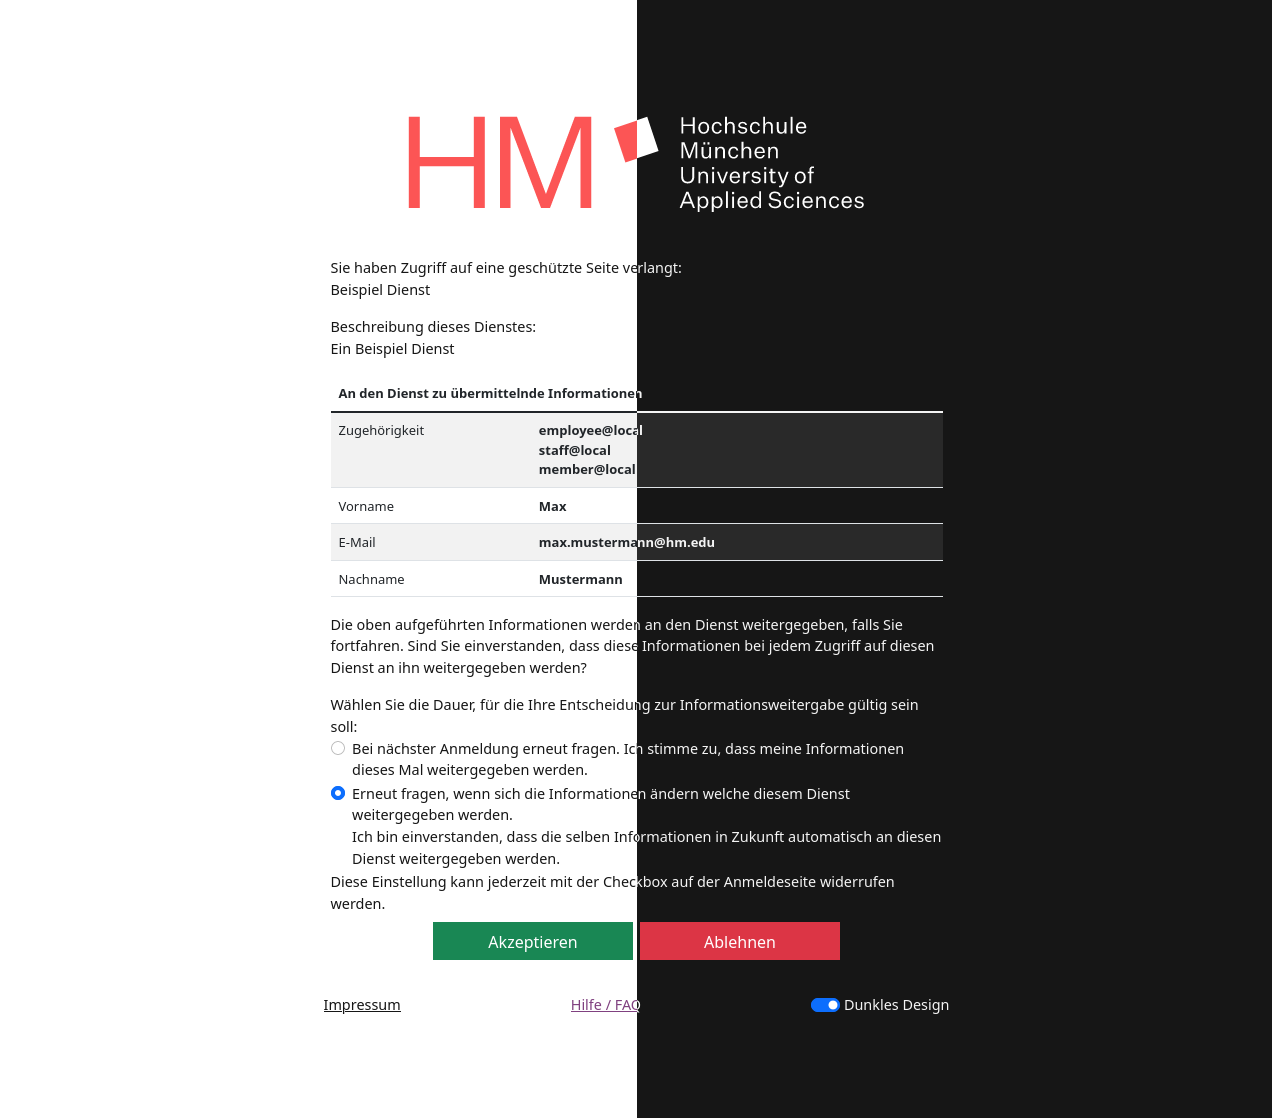 HM
Hochschule
München
University of
Applied Sciences
Sie haben Zugriff auf eine geschützte Seite verlangt:
Beispiel Dienst
Beschreibung dieses Dienstes:
Ein Beispiel Dienst
An den Dienst zu übermittelnde Informationen
Zugehörigkeit employee@local
staff@local
member@local
Vorname Max
E-Mail max.mustermann@hm.edu
Nachname Mustermann
Die oben aufgeführten Informationen werden an den Dienst weitergegeben, falls Sie
fortfahren. Sind Sie einverstanden, dass diese Informationen bei jedem Zugriff auf diesen
Dienst an ihn weitergegeben werden?
Wählen Sie die Dauer, für die Ihre Entscheidung zur Informationsweitergabe gültig sein
soll:
Bei nächster Anmeldung erneut fragen. Ich stimme zu, dass meine Informationen
dieses Mal weitergegeben werden.
Erneut fragen, wenn sich die Informationen ändern welche diesem Dienst
weitergegeben werden.
Ich bin einverstanden, dass die selben Informationen in Zukunft automatisch an diesen
Dienst weitergegeben werden.
Diese Einstellung kann jederzeit mit der Checkbox auf der Anmeldeseite widerrufen
werden.
Akzeptieren Ablehnen
Impressum Hilfe / FAQ Dunkles Design